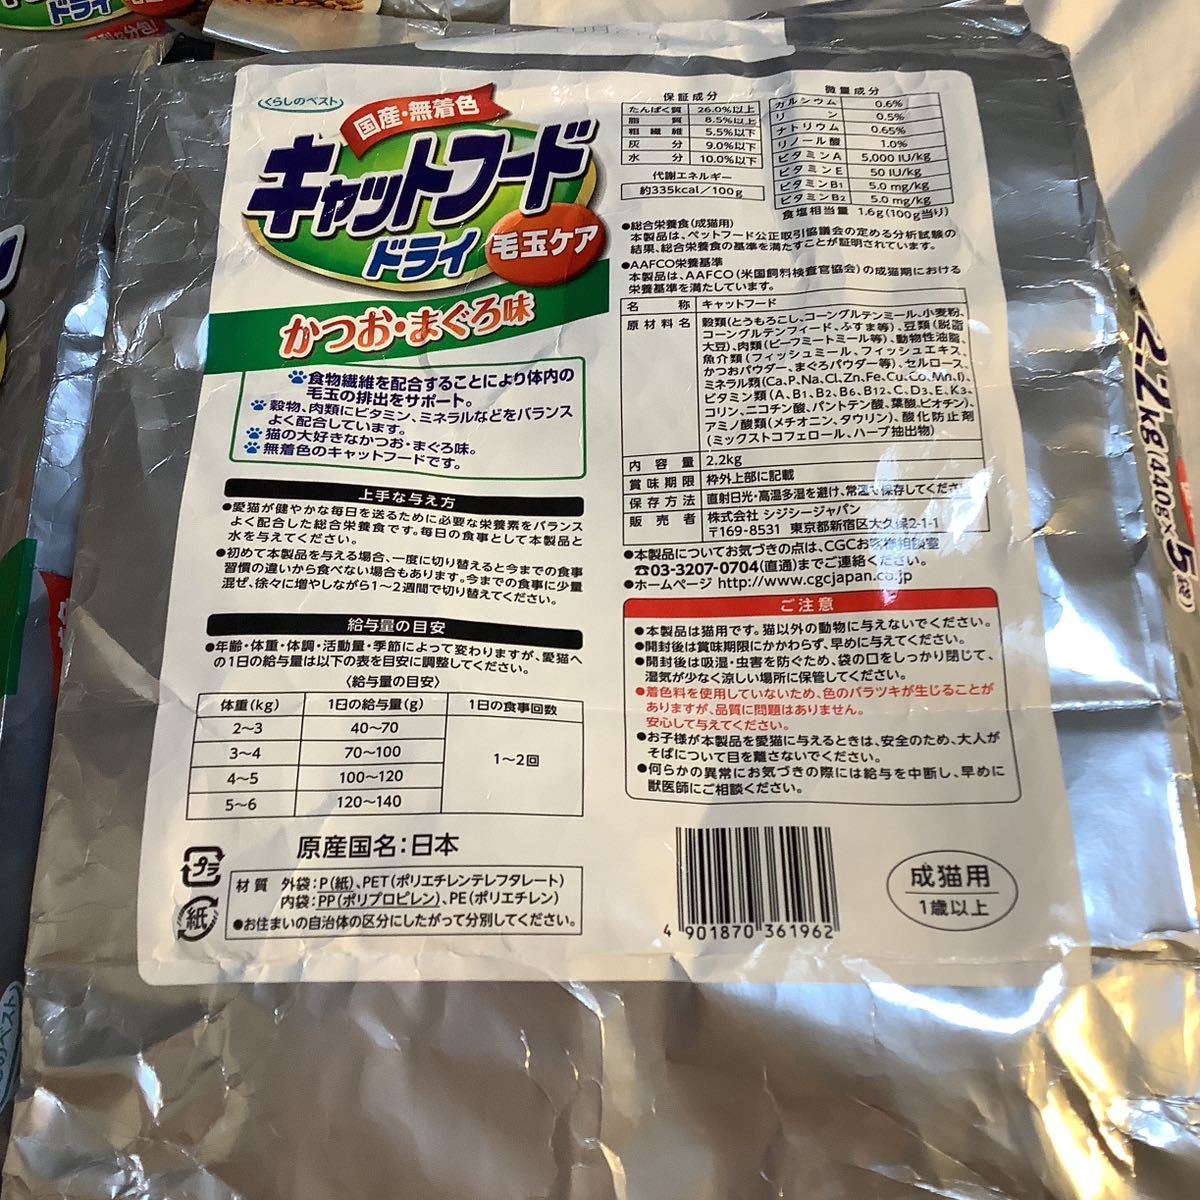 くらしのベスト
国産・無着色
キャットフード
ドライ
毛玉ケア
かつお・まぐろ味
食物繊維を配合することにより体内の
毛玉の排出をサポート。
穀物、肉類にビタミン、ミネラルなどをバランス
よく配合しています。
猫の大好きなかつお・まぐろ味。
無着色のキャットフードです。
上手な与え方
●愛猫が健やかな毎日を送るために必要な栄養素をバランス
よく配合した総合栄養食です。毎日の食事として本製品と
水を与えてください。
●初めて本製品を与える場合、一度に切り替えると今までの食事
習慣の違いから食べない場合もあります。今までの食事に少量
混ぜ、徐々に増やしながら1〜2週間で切り替えてください。
給与量の目安
●年齢・体重・体調・活動量・季節によって変わりますが、愛猫へ
の1日の給与量は以下の表を目安に調整してください。
〈給与量の目安〉
体重(kg) 1日の給与量(g) 1日の食事回数
2〜3 40〜70
3〜4 70〜100
1〜2回
4〜5 100〜120
5〜6 120〜140
原産国名:日本
プラ
紙
材質 外袋:P(紙)、PET(ポリエチレンテレフタレート)
内袋:PP(ポリプロピレン)、PE(ポリエチレン)
●お住まいの自治体の区分にしたがって分別してください。
保証成分
たんぱく質 26.0%以上
脂質 8.5%以上
粗繊維 5.5%以下
灰分 9.0%以下
水分 10.0%以下
代謝エネルギー
約335kcal/100g
微量成分
カルシウム 0.6%
リン 0.5%
ナトリウム 0.65%
リノール酸 1.0%
ビタミンA 5,000 IU/kg
ビタミンE 50 IU/kg
ビタミンB1 5.0 mg/kg
ビタミンB2 5.0 mg/kg
食塩相当量 1.6g(100g当り)
●総合栄養食(成猫用)
本製品は、ペットフード公正取引協議会の定める分析試験の
結果、総合栄養食の基準を満たすことが証明されています。
●AAFCO栄養基準
本製品は、AAFCO(米国飼料検査官協会)の成猫期における
栄養基準を満たしています。
名称 キャットフード
原材料名 穀類(とうもろこし、コーングルテンミール、小麦粉、
コーングルテンフィード、ふすま等)、豆類(脱脂
大豆)、肉類(ビーフミートミール等)、動物性油脂、
魚介類(フィッシュミール、フィッシュエキス、
かつおパウダー、まぐろパウダー等)、セルロース、
ミネラル類(Ca,P,Na,Cl,Zn,Fe,Cu,Co,Mn,I)、
ビタミン類(A、B1、B2、B6、B12、C、D3、E、K3、
コリン、ニコチン酸、パントテン酸、葉酸、ビオチン)、
アミノ酸類(メチオニン、タウリン)、酸化防止剤
(ミックストコフェロール、ハーブ抽出物)
内容量 2.2kg
賞味期限 枠外上部に記載
保存方法 直射日光・高温多湿を避け、常温で保存してください
販売者 株式会社 シジシージャパン
〒169-8531 東京都新宿区大久保2-1-1
●本製品についてお気づきの点は、CGCお客様相談室
☎03-3207-0704(直通)までご連絡ください。
●ホームページ http://www.cgcjapan.co.jp
ご注意
●本製品は猫用です。猫以外の動物に与えないでください。
●開封後は賞味期限にかかわらず、早めに与えてください。
●開封後は吸湿・虫害を防ぐため、袋の口をしっかり閉じて、
湿気が少なく涼しい場所に保管してください。
●着色料を使用していないため、色のバラツキが生じることが
ありますが、品質に問題はありません。
安心して与えてください。
●お子様が本製品を愛猫に与えるときは、安全のため、大人が
そばについて目を離さないでください。
●何らかの異常にお気づきの際には給与を中断し、早めに
獣医師にご相談ください。
4 901870 361962
成猫用
1歳以上
2.2kg(440g×5袋)
ドライ
くらしのベスト